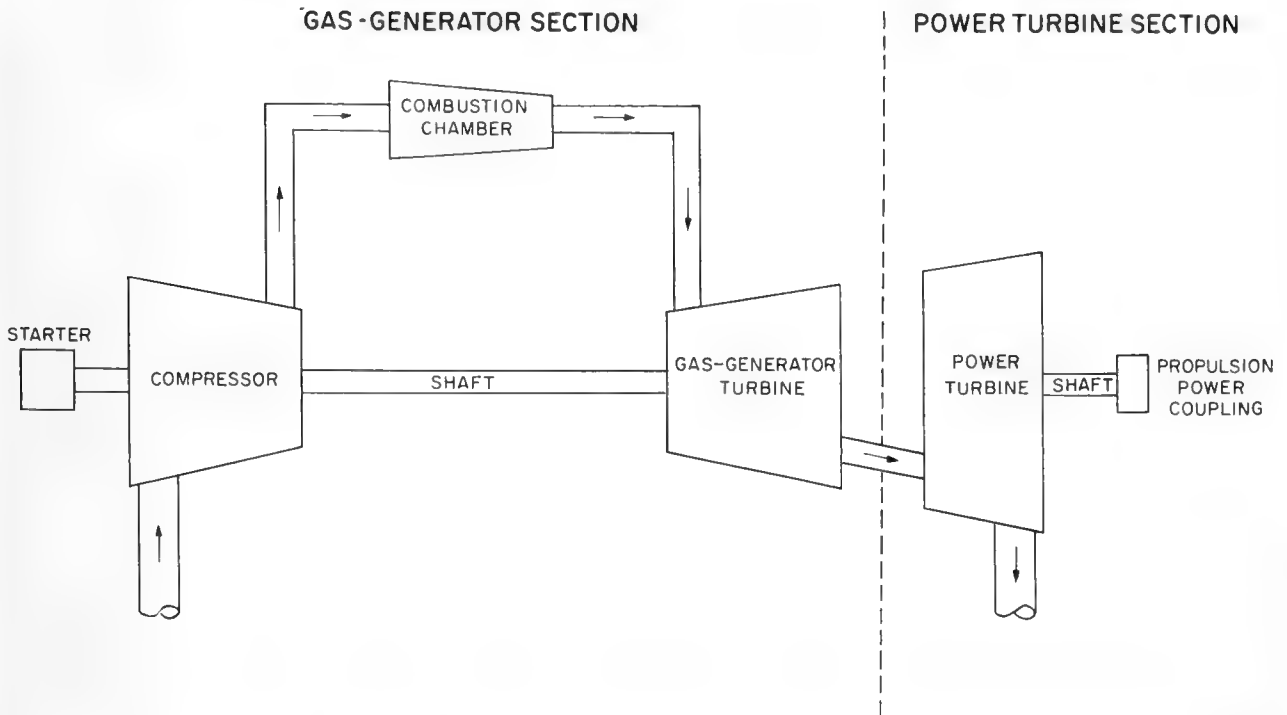 GAS-GENERATOR SECTION
POWER TURBINE SECTION
COMBUSTION
CHAMBER
STARTER
COMPRESSOR
SHAFT
GAS-GENERATOR
TURBINE
POWER
TURBINE
SHAFT
PROPULSION
POWER
COUPLING